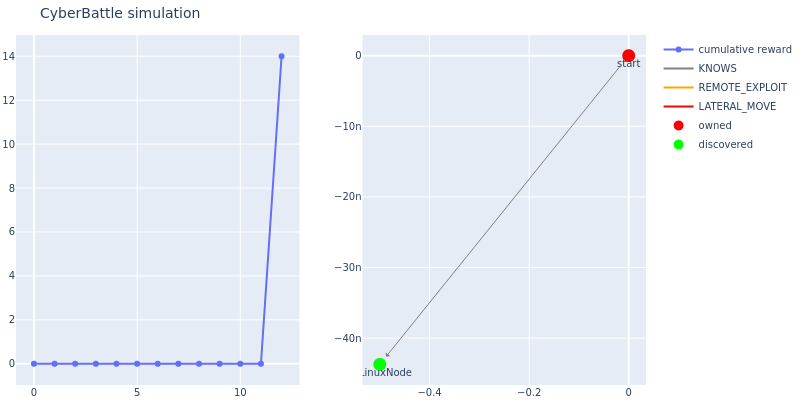 CyberBattle simulation
14
12
10
8
6
4
2
0
0 5 10
0
−10n
−20n
−30n
−40n
−0.4 −0.2 0
start
.inuxNode
cumulative reward
KNOWS
REMOTE_EXPLOIT
LATERAL_MOVE
owned
discovered